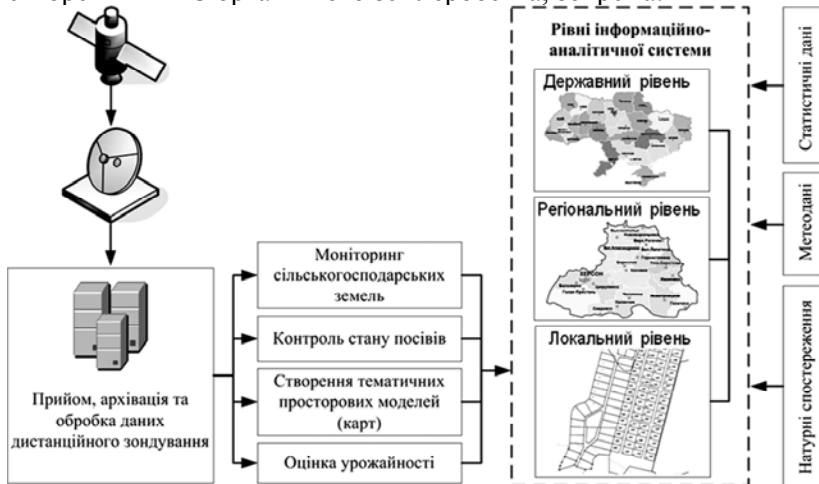 Рівні інформаційно-
аналітичної системи
Державний рівень
Регіональний рівень
ХЕРСОН
Локальний рівень
Статистичні дані
Метеодані
Натурні спостереження
Прийом, архівація та
обробка даних
дистанційного зондування
Моніторинг
сільськогосподарських
земель
Контроль стану посівів
Створення тематичних
просторових моделей
(карт)
Оцінка урожайності